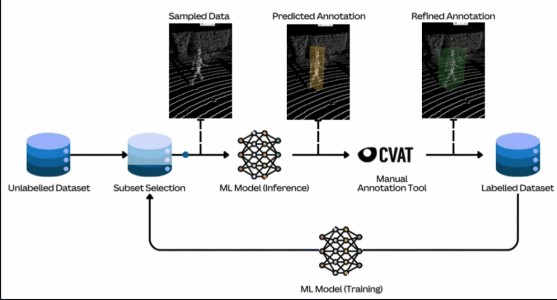 Sampled Data
Predicted Annotation
Refined Annotation
CVAT
Unlabelled Dataset
Subset Selection
ML Model (Inference)
Manual
Annotation Tool
Labelled Dataset
ML Model (Training)